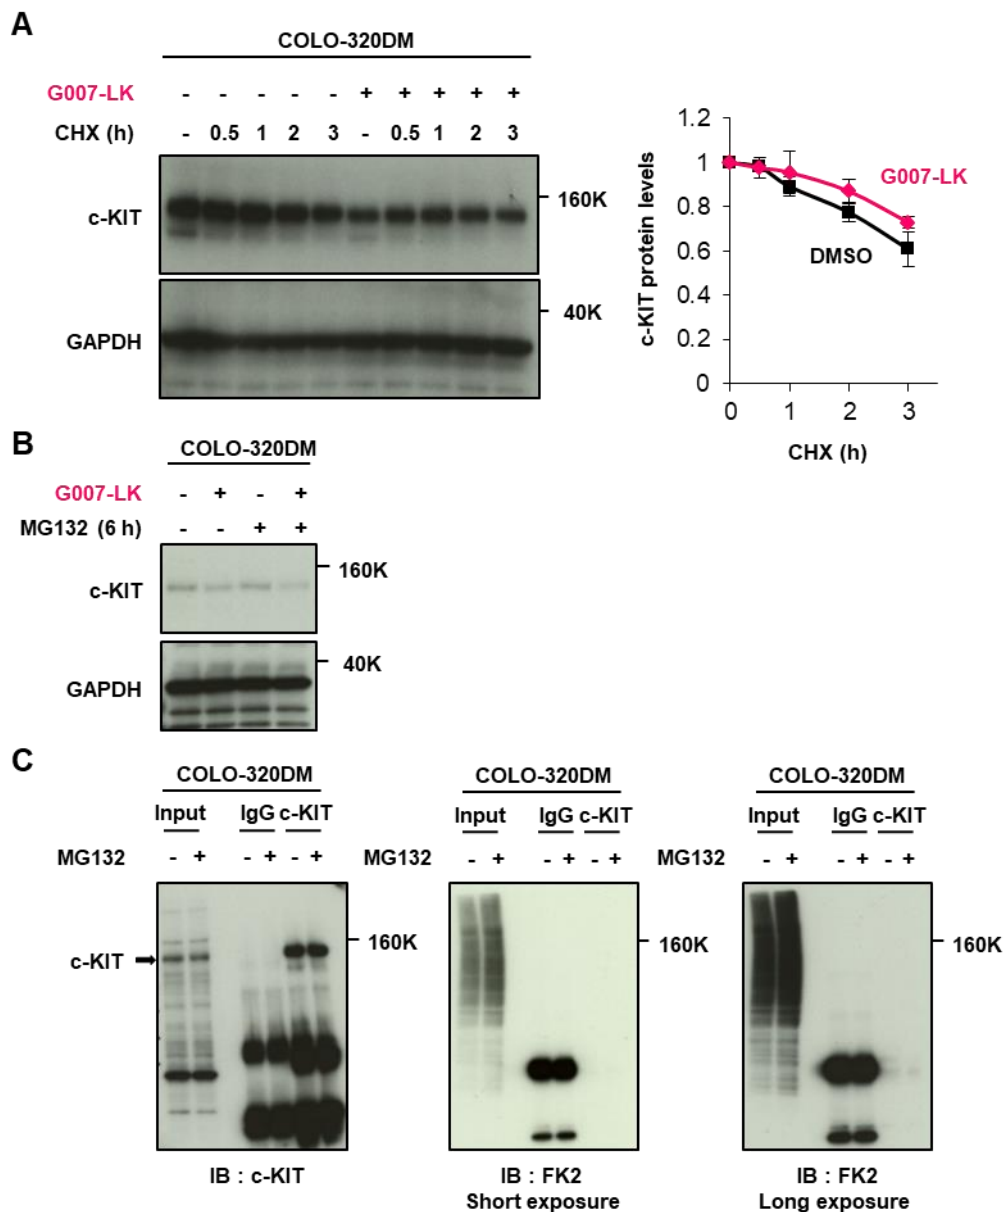 A
COLO-320DM
G007-LK - - - - - + + + + +
CHX (h) - 0.5 1 2 3 - 0.5 1 2 3
c-KIT
160K
GAPDH
40K
c-KIT protein levels
1.2
1
0.8
0.6
0.4
0.2
0
0 1 2 3
CHX (h)
G007-LK
DMSO
B
COLO-320DM
G007-LK - + - +
MG132 (6 h) - - + +
c-KIT
160K
GAPDH
40K
C
COLO-320DM
Input IgG c-KIT
MG132 - + - + - +
c-KIT
160K
IB : c-KIT
COLO-320DM
Input IgG c-KIT
MG132 - + - + - +
160K
IB : FK2
Short exposure
COLO-320DM
Input IgG c-KIT
MG132 - + - + - +
160K
IB : FK2
Long exposure